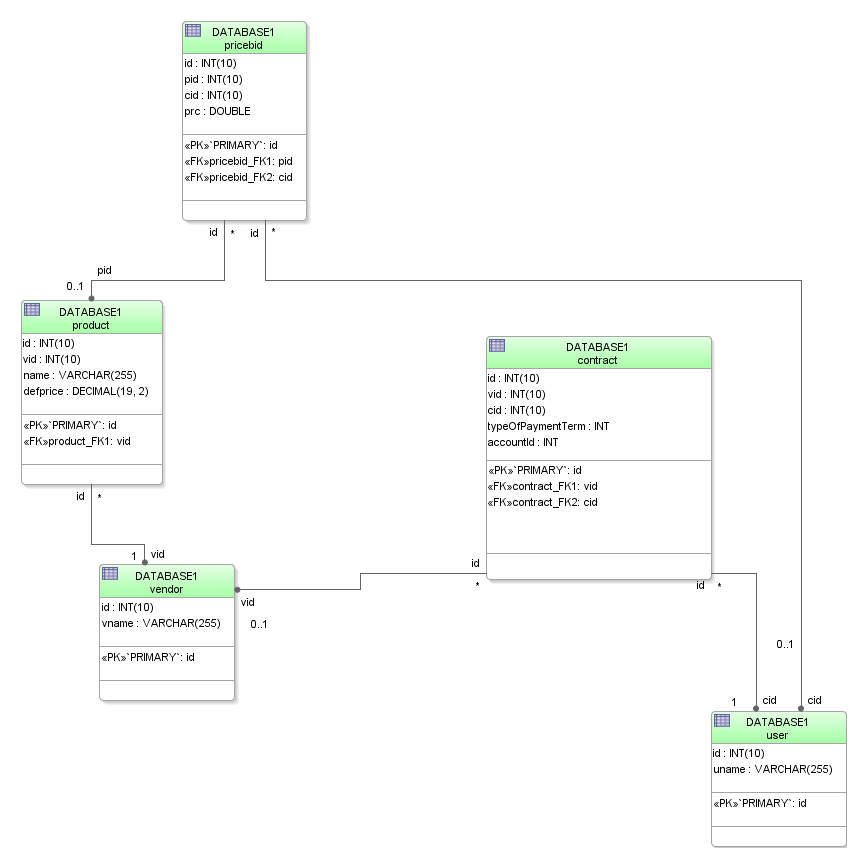 DATABASE1
pricebid
id : INT(10)
pid : INT(10)
cid : INT(10)
prc : DOUBLE
«PK»`PRIMARY`: id
«FK»pricebid_FK1: pid
«FK»pricebid_FK2: cid
id * id *
pid
0..1
DATABASE1
product
id : INT(10)
vid : INT(10)
name : VARCHAR(255)
defprice : DECIMAL(19, 2)
«PK»`PRIMARY`: id
«FK»product_FK1: vid
id *
1 vid
DATABASE1
contract
id : INT(10)
vid : INT(10)
cid : INT(10)
typeOfPaymentTerm : INT
accountId : INT
«PK»`PRIMARY`: id
«FK»contract_FK1: vid
«FK»contract_FK2: cid
id
*
id *
DATABASE1
vendor
id : INT(10)
vname : VARCHAR(255)
«PK»`PRIMARY`: id
vid
0..1
0..1
1 cid cid
DATABASE1
user
id : INT(10)
uname : VARCHAR(255)
«PK»`PRIMARY`: id